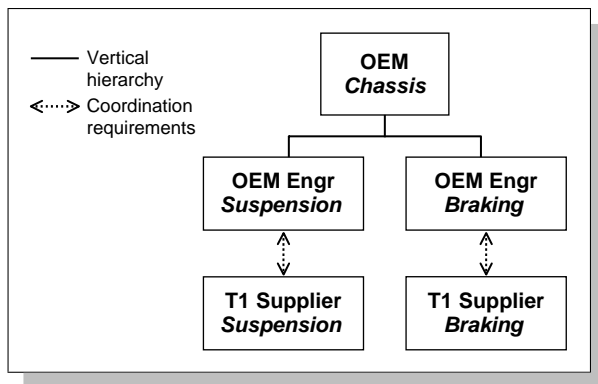 Vertical
hierarchy
Coordination
requirements
OEM
Chassis
OEM Engr
Suspension
OEM Engr
Braking
T1 Supplier
Suspension
T1 Supplier
Braking